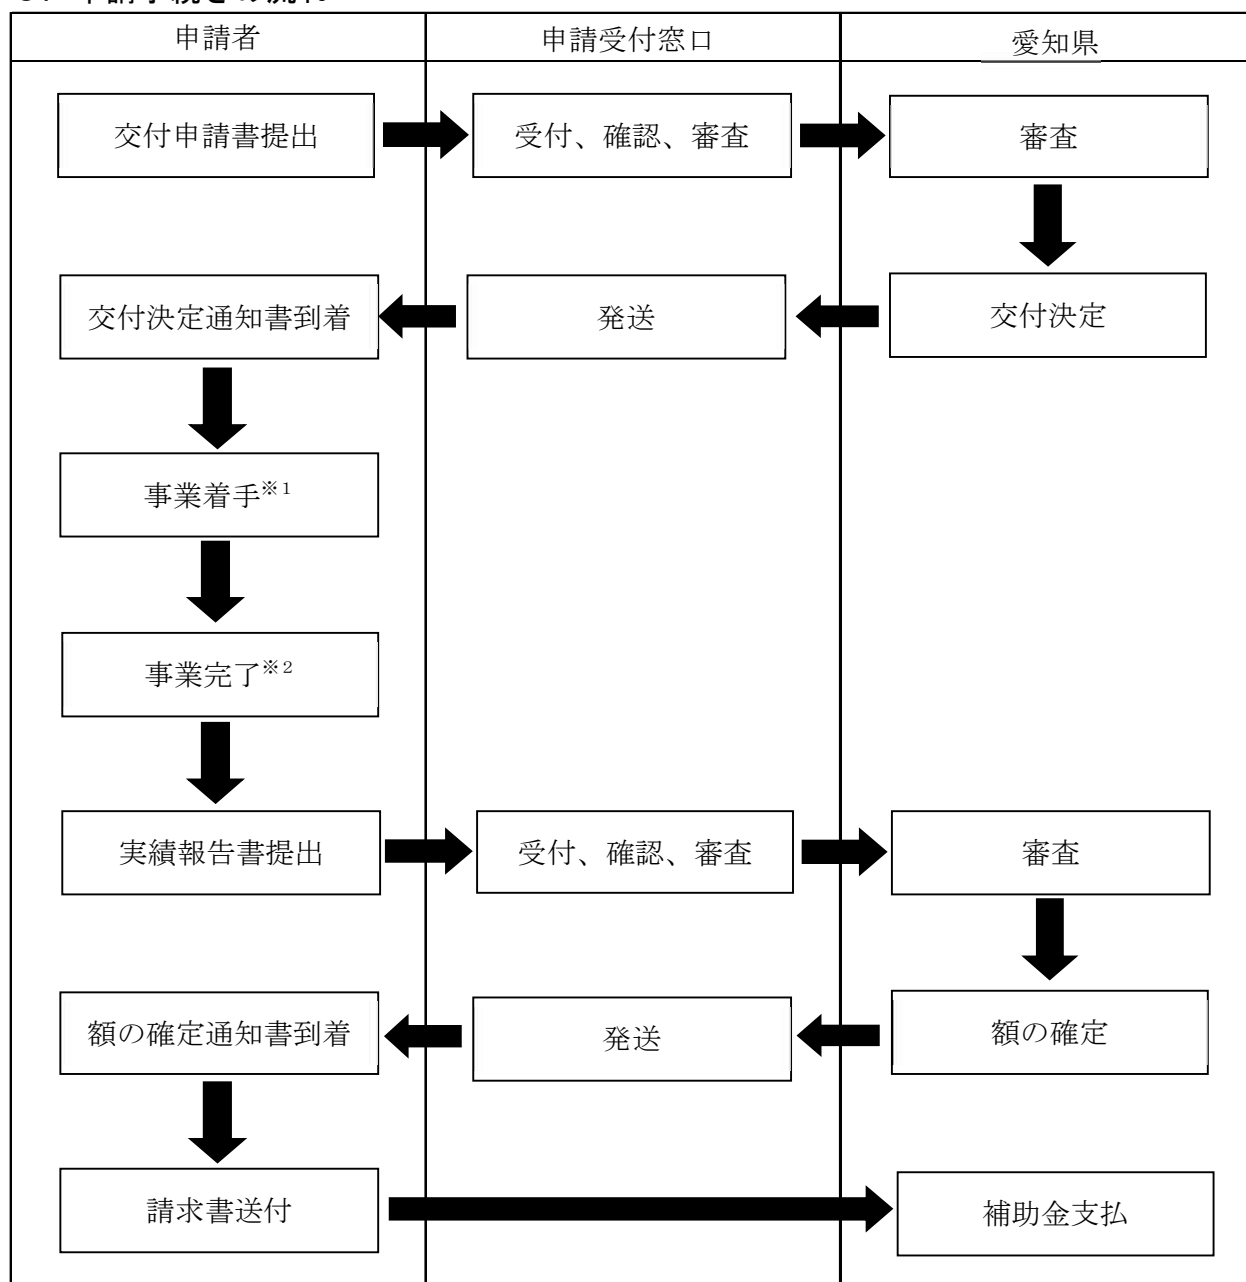 申請者
申請受付窓口
愛知県
交付申請書提出
受付、確認、審査
審査
交付決定通知書到着
発送
交付決定
事業着手※1
事業完了※2
実績報告書提出
受付、確認、審査
審査
額の確定通知書到着
発送
額の確定
請求書送付
補助金支払